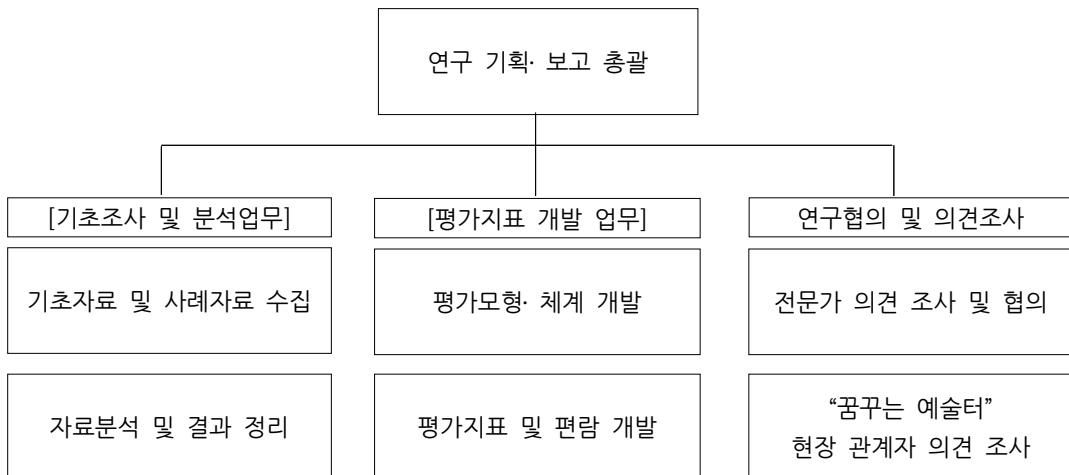 연구 기획· 보고 총괄
[기초조사 및 분석업무]
기초자료 및 사례자료 수집
자료분석 및 결과 정리
[평가지표 개발 업무]
평가모형· 체계 개발
평가지표 및 편람 개발
연구협의 및 의견조사
전문가 의견 조사 및 협의
“꿈꾸는 예술터”
현장 관계자 의견 조사